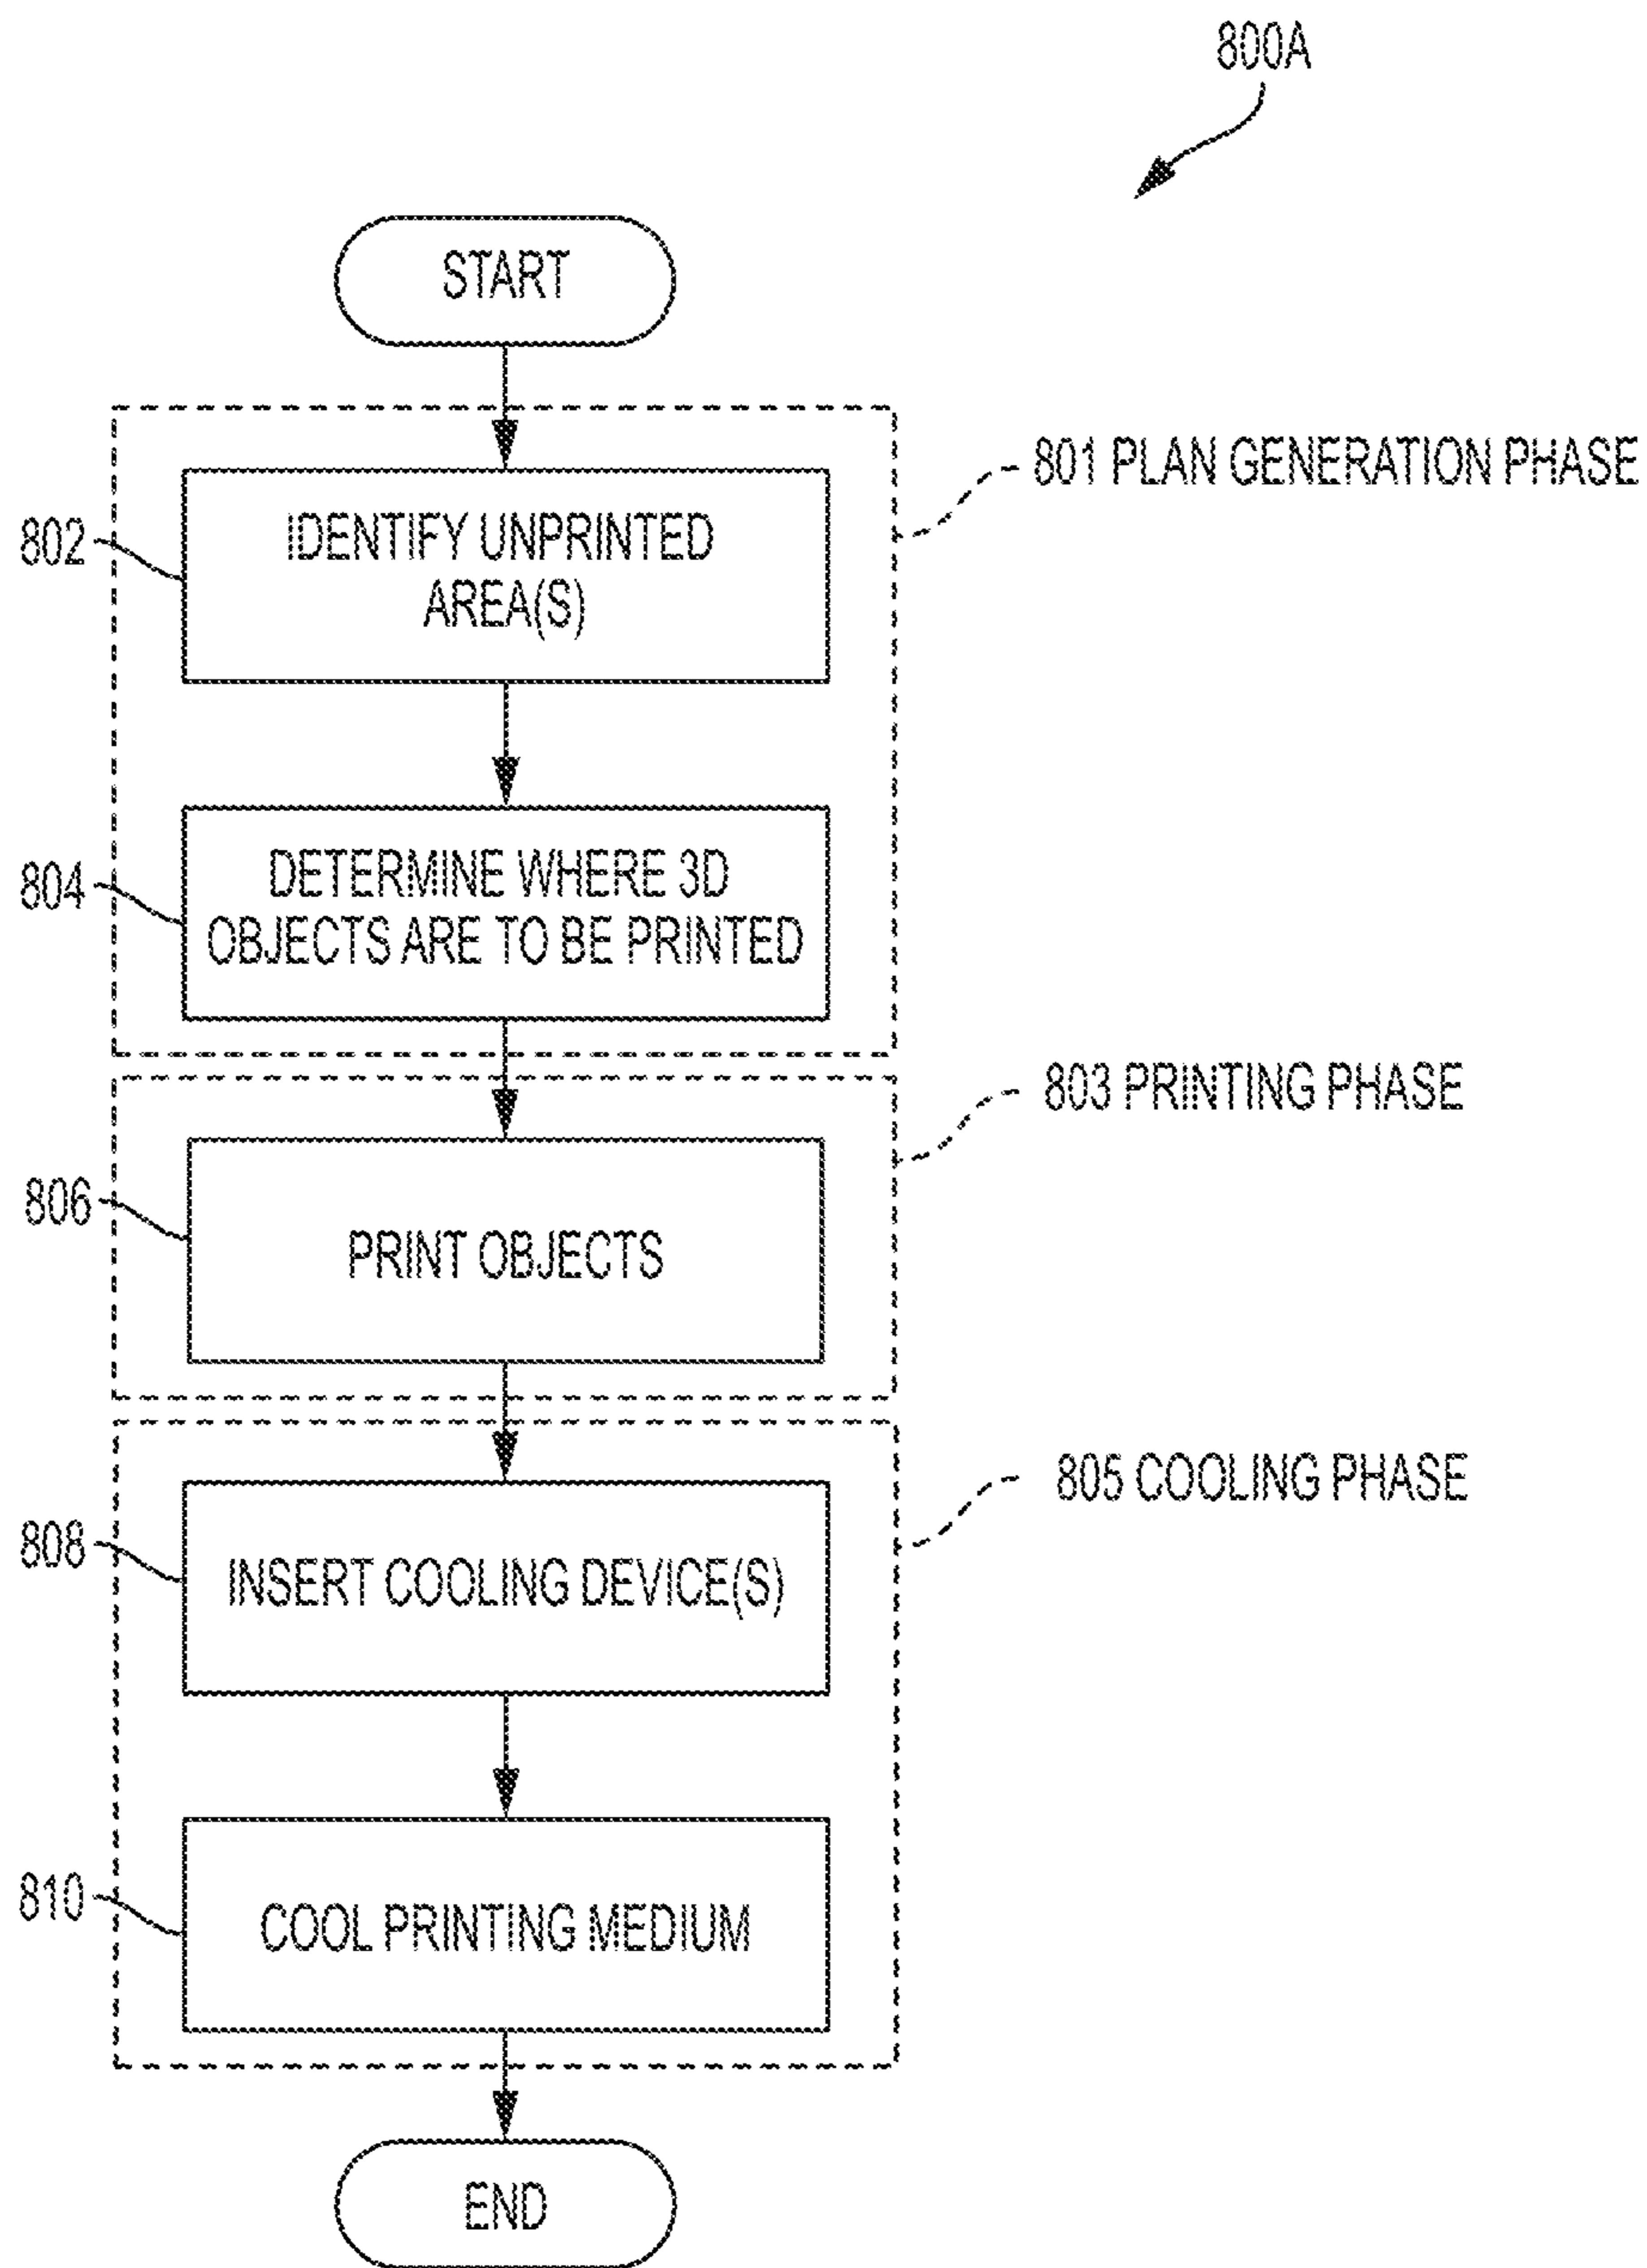 800A
START
801 PLAN GENERATION PHASE
802
IDENTIFY UNPRINTED
AREA(S)
804
DETERMINE WHERE 3D
OBJECTS ARE TO BE PRINTED
803 PRINTING PHASE
806
PRINT OBJECTS
805 COOLING PHASE
808
INSERT COOLING DEVICE(S)
810
COOL PRINTING MEDIUM
END